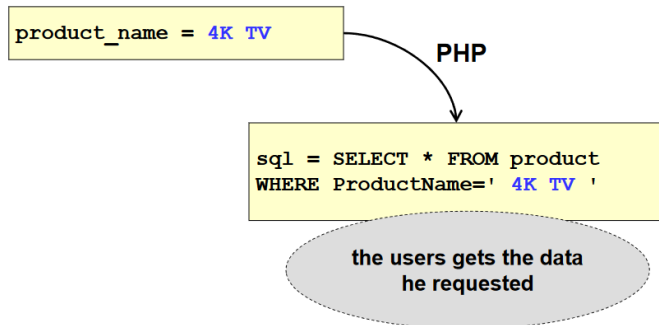 product_name = 4K TV
PHP
sql = SELECT * FROM product
WHERE ProductName=' 4K TV '
the users gets the data
he requested